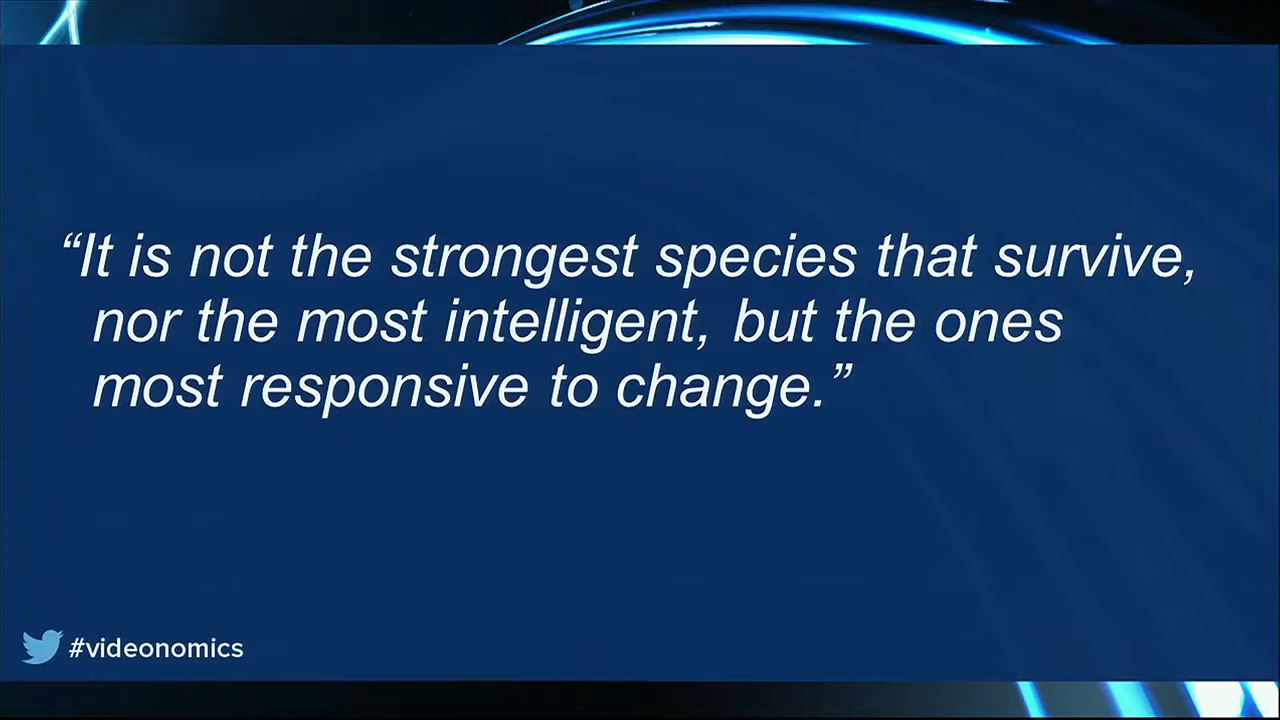 “It is not the strongest species that survive,
nor the most intelligent, but the ones
most responsive to change.”
#videonomics